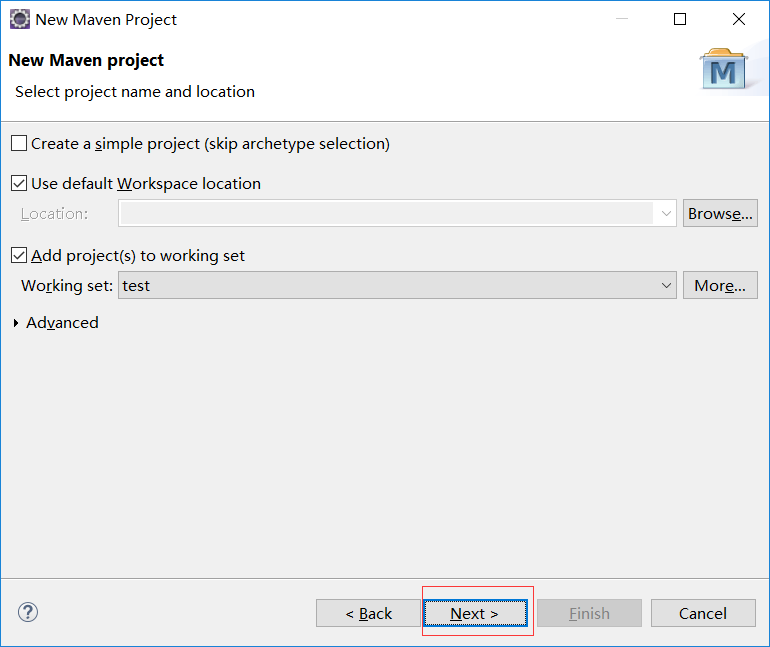 New Maven Project
New Maven project
Select project name and location
M
Create a simple project (skip archetype selection)
Use default Workspace location
Location:
Browse...
Add project(s) to working set
Working set: test More...
Advanced
? < Back Next > Finish Cancel